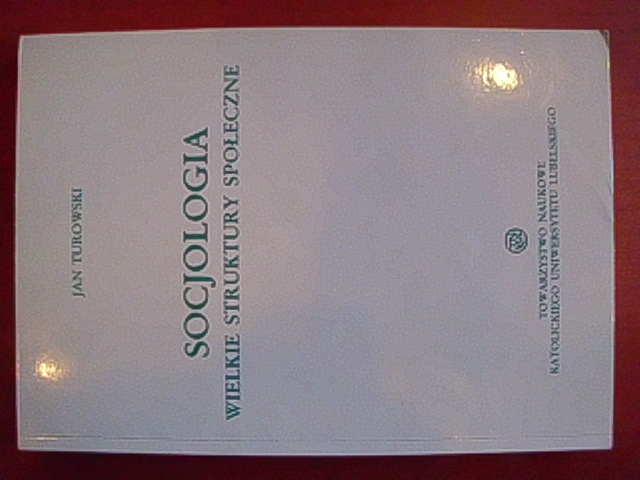 JAN TUROWSKI
SOCJOLOGIA
WIELKIE STRUKTURY SPOŁECZNE
TOWARZYSTWO NAUKOWE
KATOLICKIEGO UNIWERSYTETU LUBELSKIEGO